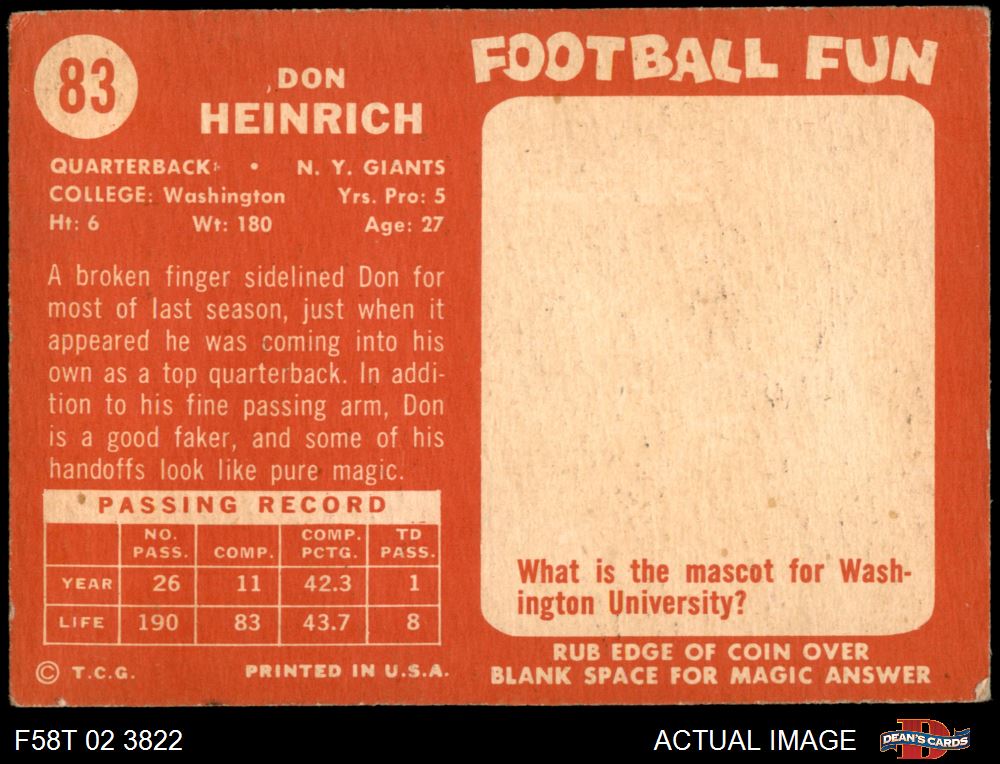 83
DON
HEINRICH
QUARTERBACK • N. Y. GIANTS
COLLEGE: Washington Yrs. Pro: 5
Ht: 6 Wt: 180 Age: 27
A broken finger sidelined Don for
most of last season, just when it
appeared he was coming into his
own as a top quarterback. In addi-
tion to his fine passing arm, Don
is a good faker, and some of his
handoffs look like pure magic.
PASSING RECORD
NO. PASS. COMP. COMP. PCTG. TD PASS.
YEAR 26 11 42.3 1
LIFE 190 83 43.7 8
© T.C.G. PRINTED IN U.S.A.
FOOTBALL FUN
What is the mascot for Wash-
ington University?
RUB EDGE OF COIN OVER
BLANK SPACE FOR MAGIC ANSWER
F58T 02 3822 ACTUAL IMAGE
D
DEAN'S CARDS